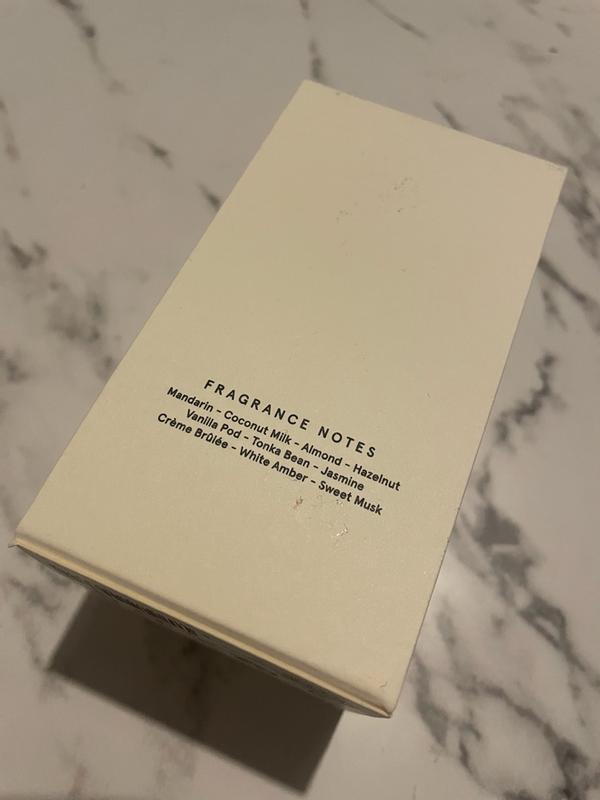 FRAGRANCE NOTES
Mandarin – Coconut Milk – Almond – Hazelnut
Vanilla Pod – Tonka Bean – Jasmine
Crème Brûlée – White Amber – Sweet Musk